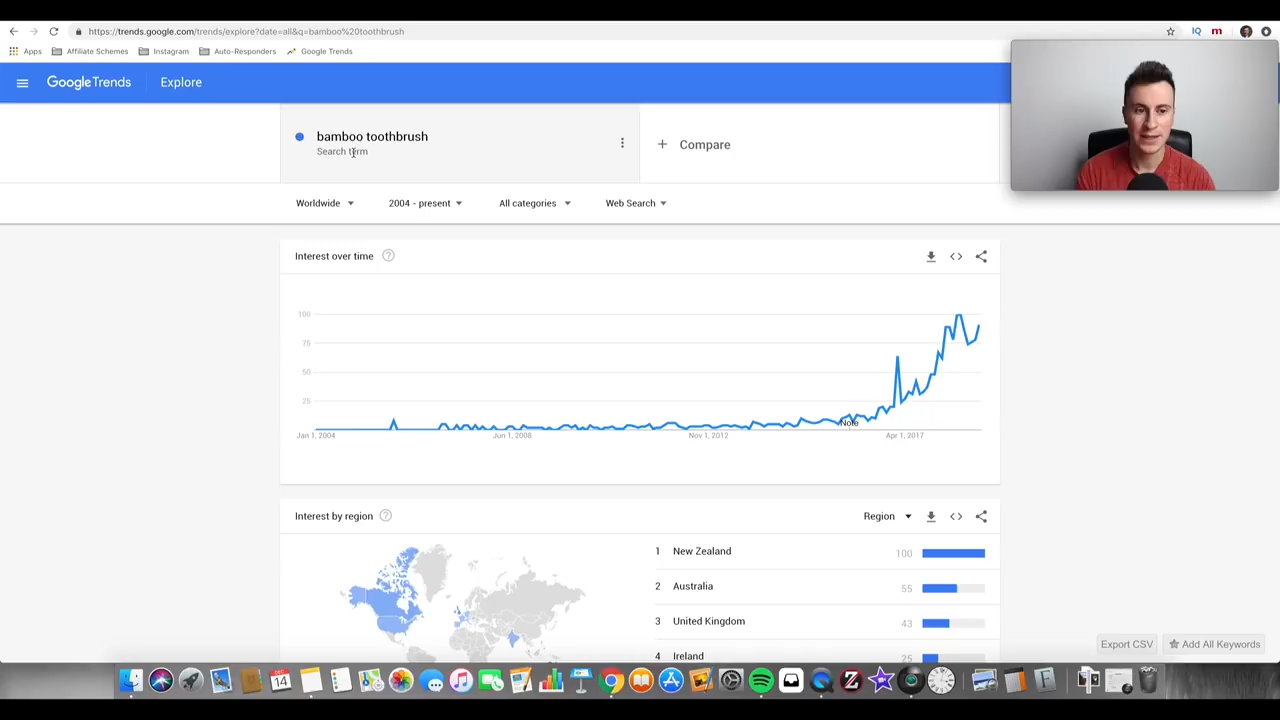 https://trends.google.com/trends/explore?date=all&q=bamboo%20toothbrush
IQ
m
Apps
Affiliate Schemes
Instagram
Auto-Responders
Google Trends
Google Trends
Explore
bamboo toothbrush
Search term
+ Compare
Worldwide
2004 - present
All categories
Web Search
Interest over time
100
75
50
25
Note
Jan 1, 2004
Jun 1, 2008
Nov 1, 2012
Apr 1, 2017
Interest by region
Region
1 New Zealand 100
2 Australia 55
3 United Kingdom 43
4 Ireland 25
Export CSV
Add All Keywords
14